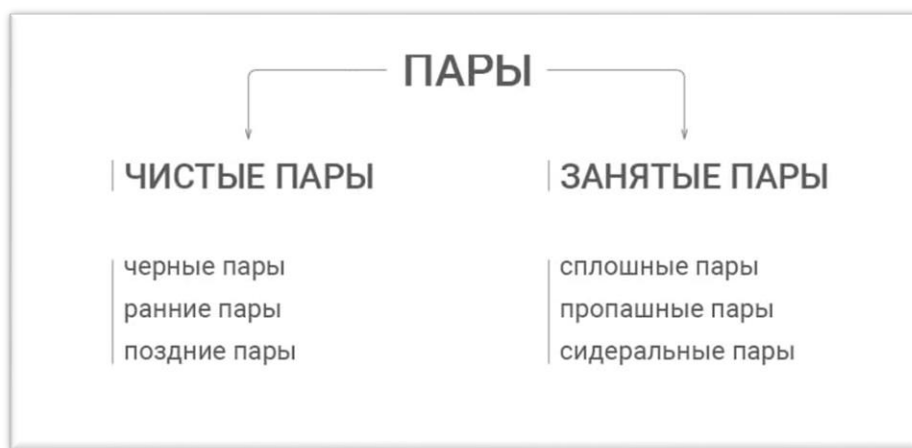 ПАРЫ
ЧИСТЫЕ ПАРЫ
черные пары
ранние пары
поздние пары
ЗАНЯТЫЕ ПАРЫ
сплошные пары
пропашные пары
сидеральные пары